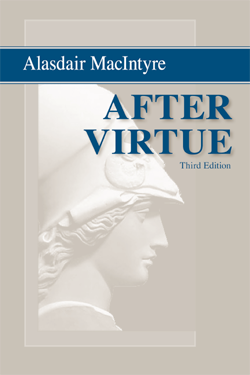 Alasdair MacIntyre
AFTER
VIRTUE
Third Edition